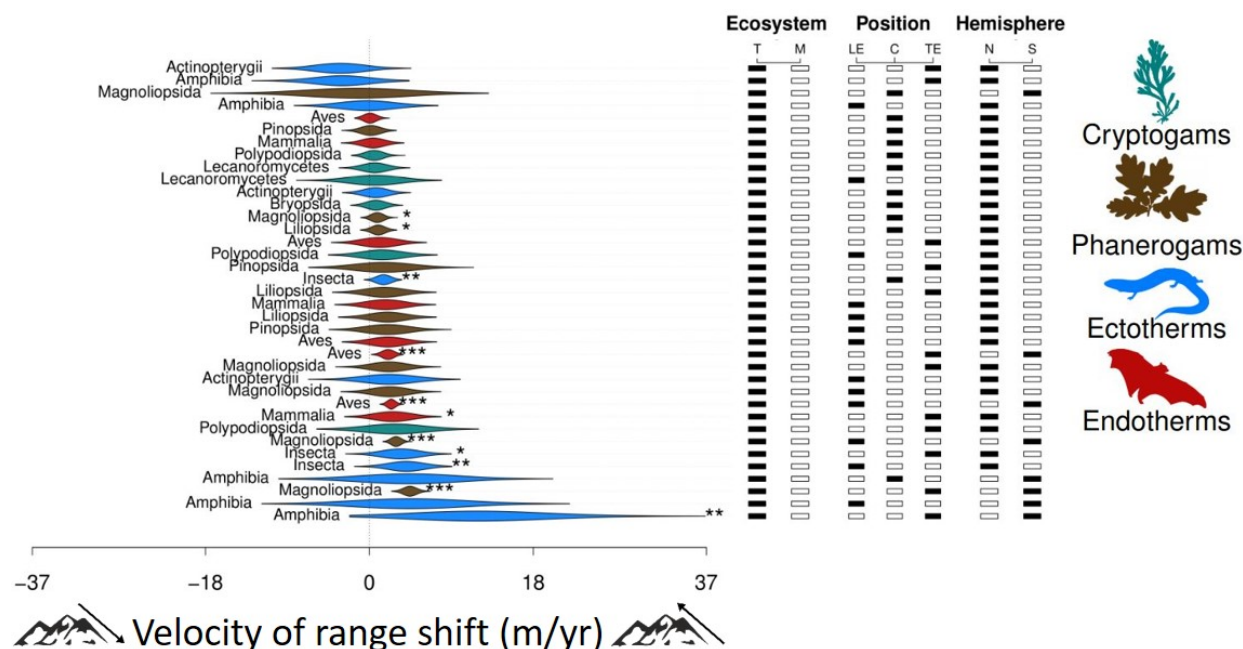 Ecosystem Position Hemisphere
T M LE C TE N S
Actinopterygii
Amphibia
Magnoliopsida
Amphibia
Aves
Pinopsida
Mammalia
Polypodiopsida
Lecanoromycetes
Lecanoromycetes
Actinopterygii
Bryopsida
Magnoliopsida *
Liliopsida *
Aves
Polypodiopsida
Pinopsida
Insecta **
Liliopsida
Mammalia
Liliopsida
Pinopsida
Aves
Aves ***
Magnoliopsida
Actinopterygii
Magnoliopsida
Aves ***
Mammalia *
Polypodiopsida
Magnoliopsida ***
Insecta *
Insecta **
Amphibia
Magnoliopsida ***
Amphibia
Amphibia **
−37 −18 0 18 37
Velocity of range shift (m/yr)
Cryptogams
Phanerogams
Ectotherms
Endotherms